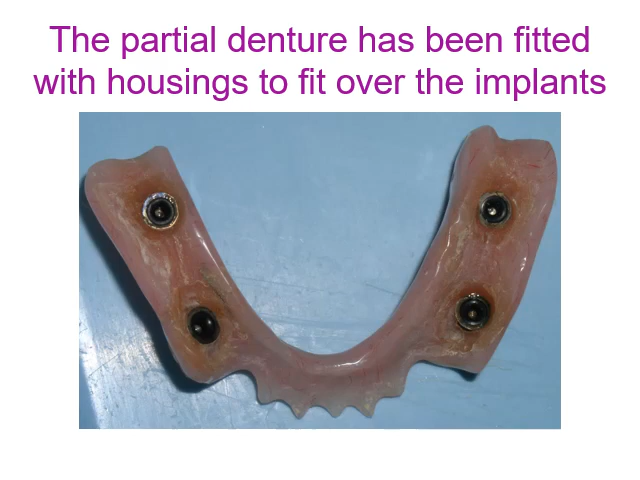 The partial denture has been fitted
with housings to fit over the implants